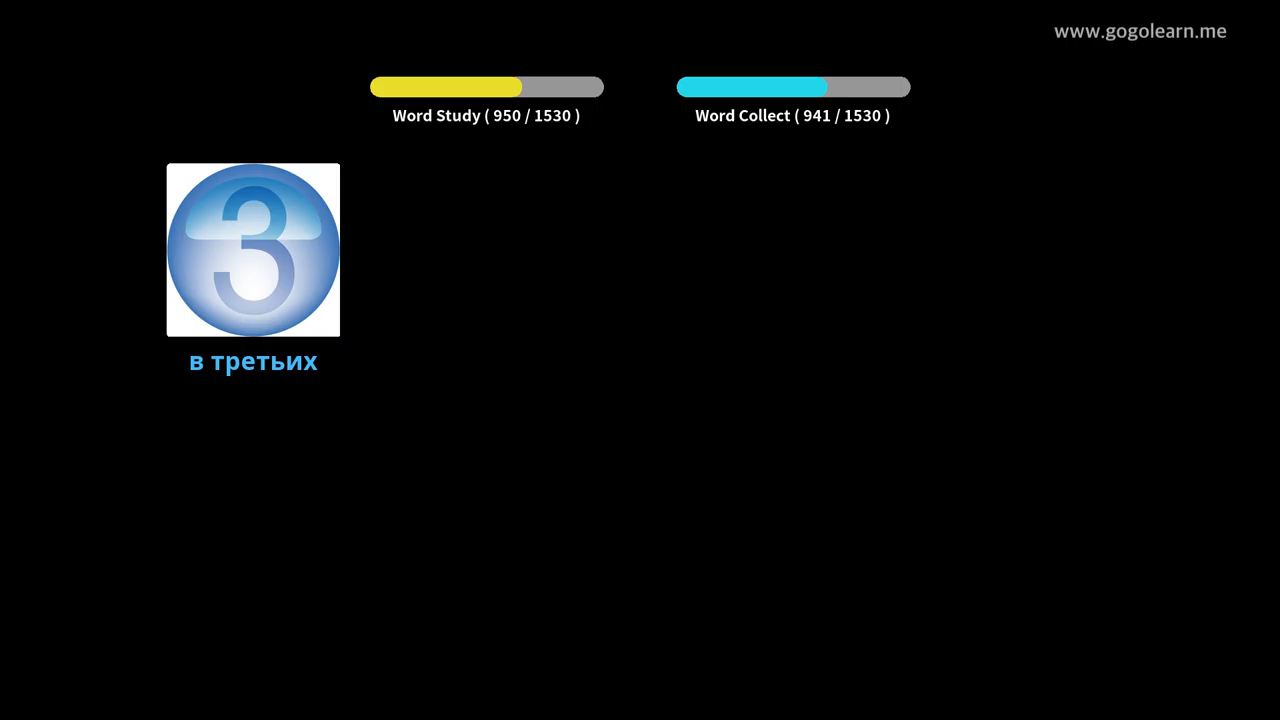 www.gogolearn.me
Word Study ( 950 / 1530 )
Word Collect ( 941 / 1530 )
3
в третьих